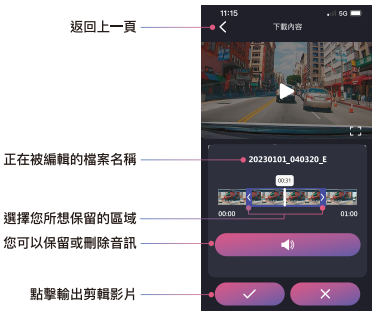 11:15
5G
返回上一頁
下載內容
正在被編輯的檔案名稱
20230101_040320_E
00:31
選擇您所想保留的區域
00:00
01:00
您可以保留或刪除音訊
點擊輸出剪輯影片